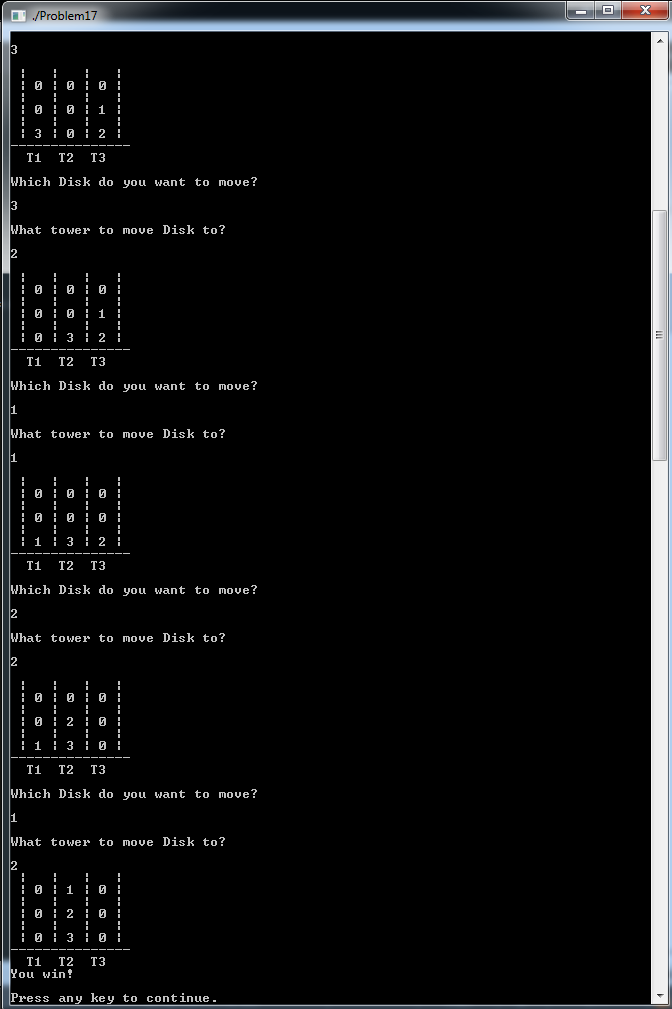 ./Problem17
3
¦ 0 ¦ 0 ¦ 0 ¦
¦ 0 ¦ 0 ¦ 1 ¦
¦ 3 ¦ 0 ¦ 2 ¦
T1 T2 T3
Which Disk do you want to move?
3
What tower to move Disk to?
2
¦ 0 ¦ 0 ¦ 0 ¦
¦ 0 ¦ 0 ¦ 1 ¦
¦ 0 ¦ 3 ¦ 2 ¦
T1 T2 T3
Which Disk do you want to move?
1
What tower to move Disk to?
1
¦ 0 ¦ 0 ¦ 0 ¦
¦ 0 ¦ 0 ¦ 0 ¦
¦ 1 ¦ 3 ¦ 2 ¦
T1 T2 T3
Which Disk do you want to move?
2
What tower to move Disk to?
2
¦ 0 ¦ 0 ¦ 0 ¦
¦ 0 ¦ 2 ¦ 0 ¦
¦ 1 ¦ 3 ¦ 0 ¦
T1 T2 T3
Which Disk do you want to move?
1
What tower to move Disk to?
2
¦ 0 ¦ 1 ¦ 0 ¦
¦ 0 ¦ 2 ¦ 0 ¦
¦ 0 ¦ 3 ¦ 0 ¦
T1 T2 T3
You win!
Press any key to continue.